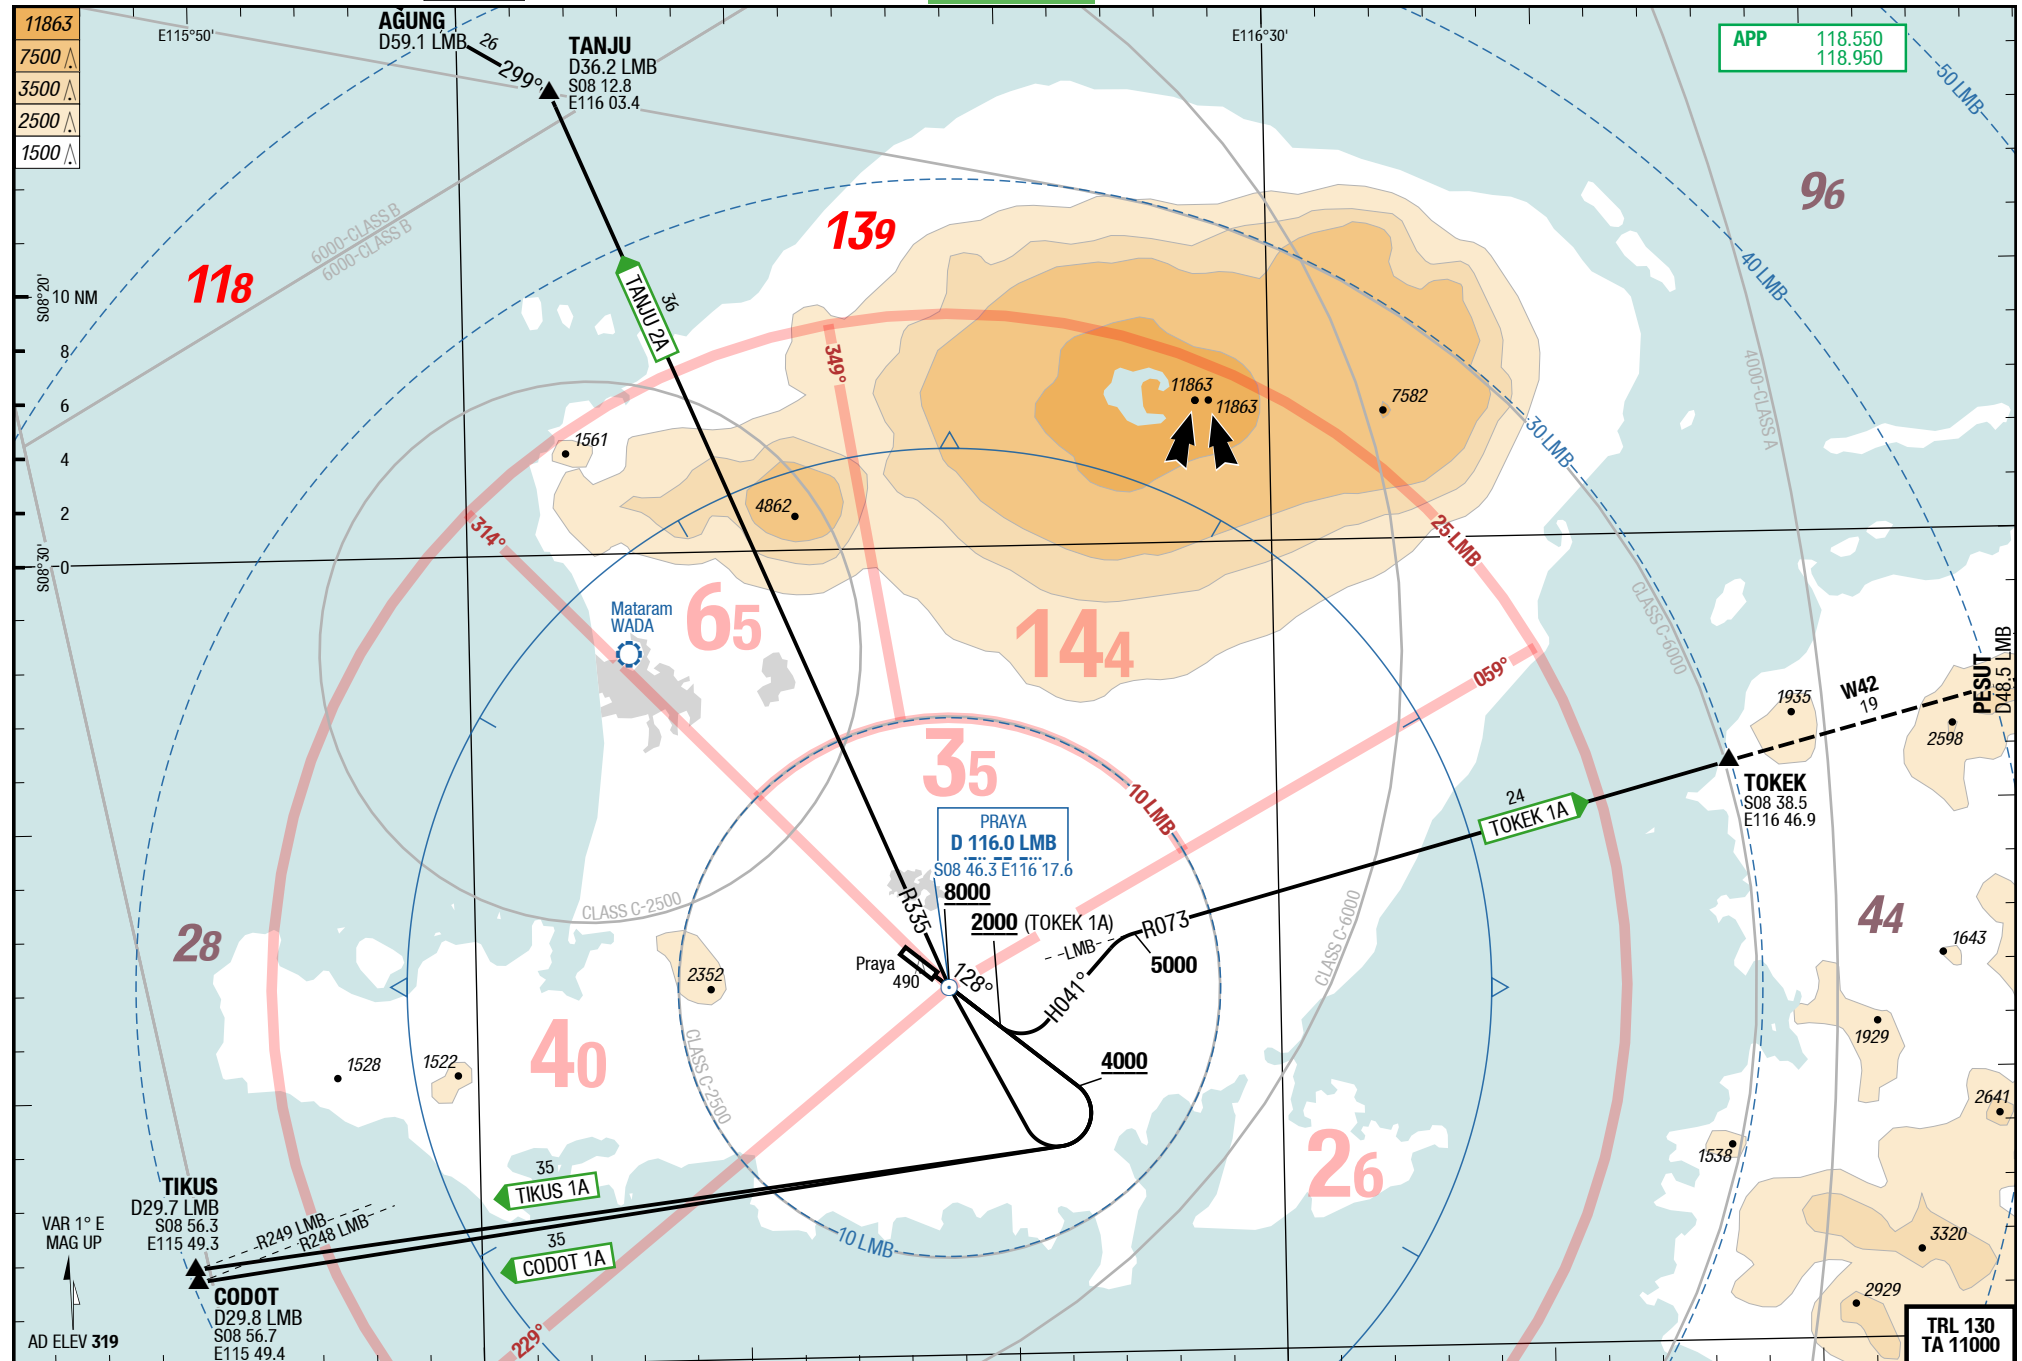 11863
7500
3500
2500
1500
E115°50'
AGUNG
D59.1 LMB
26
299°
TANJU
D36.2 LMB
S08 12.8
E116 03.4
E116°30'
APP 118.550
118.950
50 LMB
96
139
118
6000-CLASS B
6000-CLASS B
40 LMB
S08°20'
10 NM
8
6
4
2
0
S08°30'
TANJU 2A
36
349°
4000-CLASS A
11863
11863
7582
30 LMB
1561
4862
314°
25 LMB
Mataram
WADA
65
144
CLASS C-6000
059°
PESUT
D48.5 LMB
W42
19
1935
2598
35
10 LMB
TOKEK
S08 38.5
E116 46.9
24
TOKEK 1A
PRAYA
D 116.0 LMB
S08 46.3 E116 17.6
8000
2000 (TOKEK 1A)
R335
CLASS C-2500
LMB
R073
5000
CLASS C-6000
28
44
1643
Praya
490
128°
H041°
2352
1929
40
1528
1522
CLASS C-2500
4000
2641
1538
26
35
TIKUS 1A
TIKUS
D29.7 LMB
S08 56.3
E115 49.3
R249 LMB
R248 LMB
35
CODOT 1A
10 LMB
VAR 1° E
MAG UP
3320
2929
CODOT
D29.8 LMB
S08 56.7
E115 49.4
229°
AD ELEV 319
TRL 130
TA 11000